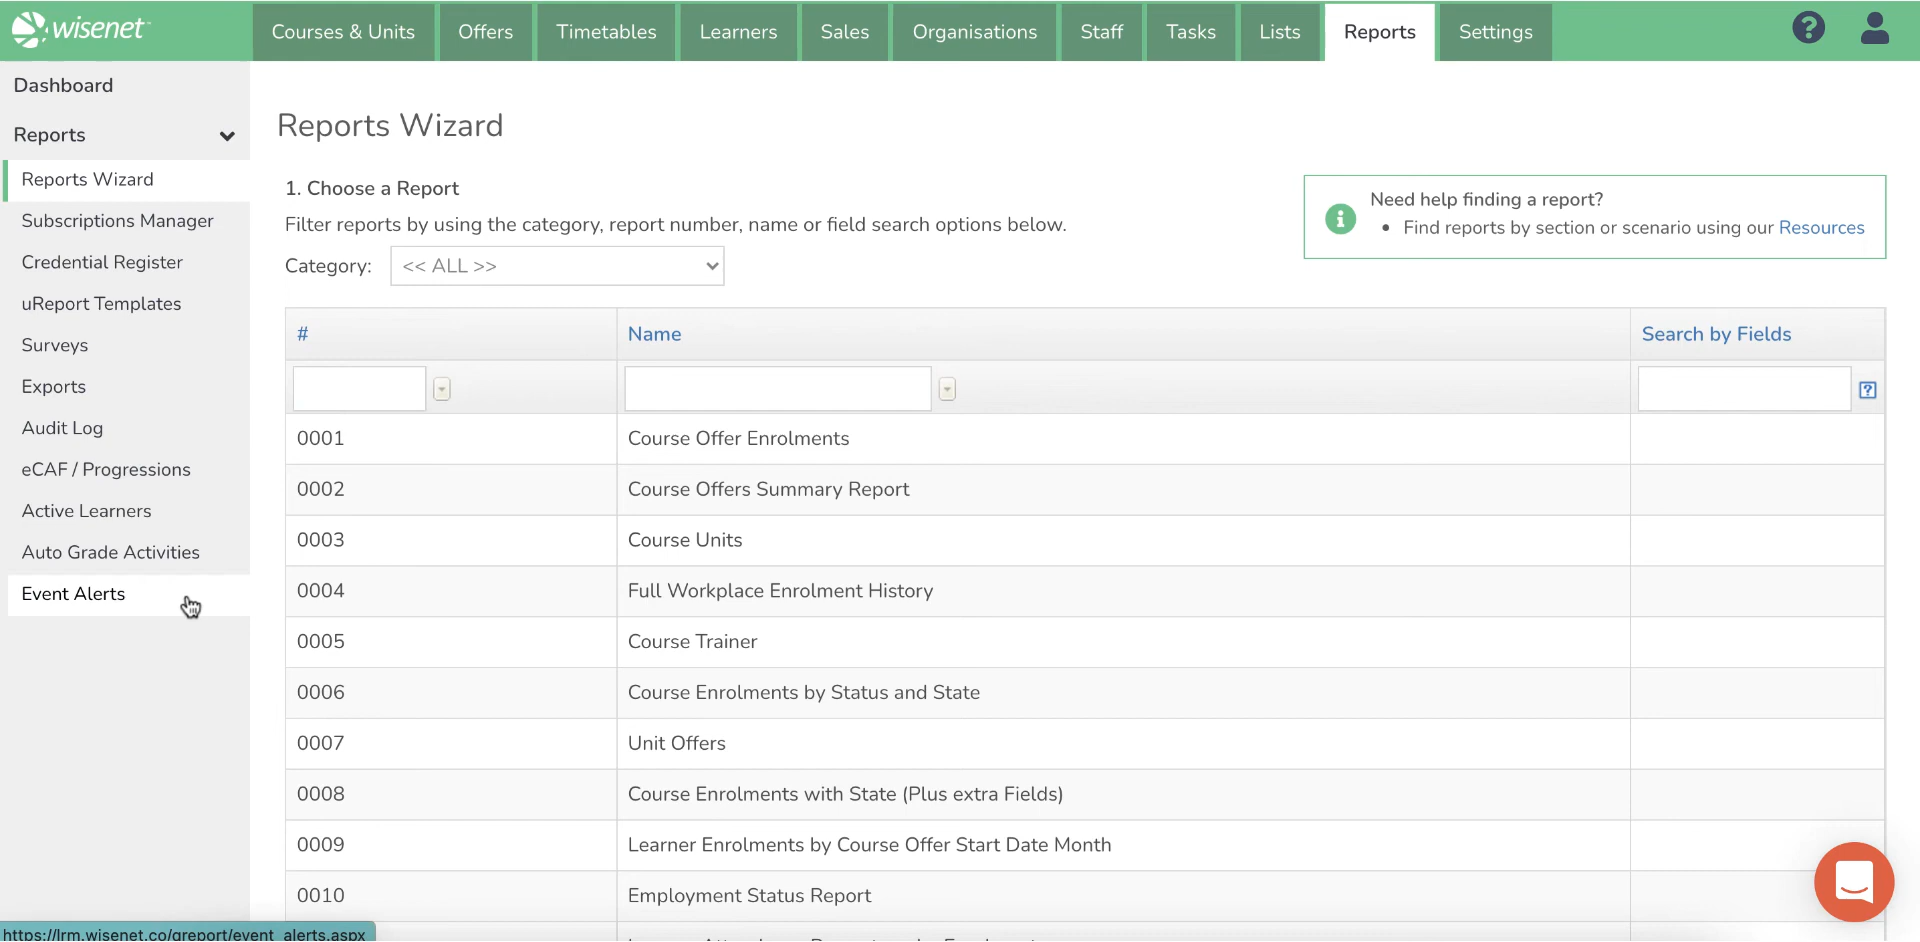 wisenet
Courses & Units
Offers
Timetables
Learners
Sales
Organisations
Staff
Tasks
Lists
Reports
Settings
?
Dashboard
Reports
Reports Wizard
Subscriptions Manager
Credential Register
uReport Templates
Surveys
Exports
Audit Log
eCAF / Progressions
Active Learners
Auto Grade Activities
Event Alerts
Reports Wizard
1. Choose a Report
Filter reports by using the category, report number, name or field search options below.
Category: << ALL >>
Need help finding a report?
• Find reports by section or scenario using our Resources
# Name Search by Fields
?
0001 Course Offer Enrolments
0002 Course Offers Summary Report
0003 Course Units
0004 Full Workplace Enrolment History
0005 Course Trainer
0006 Course Enrolments by Status and State
0007 Unit Offers
0008 Course Enrolments with State (Plus extra Fields)
0009 Learner Enrolments by Course Offer Start Date Month
0010 Employment Status Report
https://lrm.wisenet.co/qreport/event_alerts.aspx